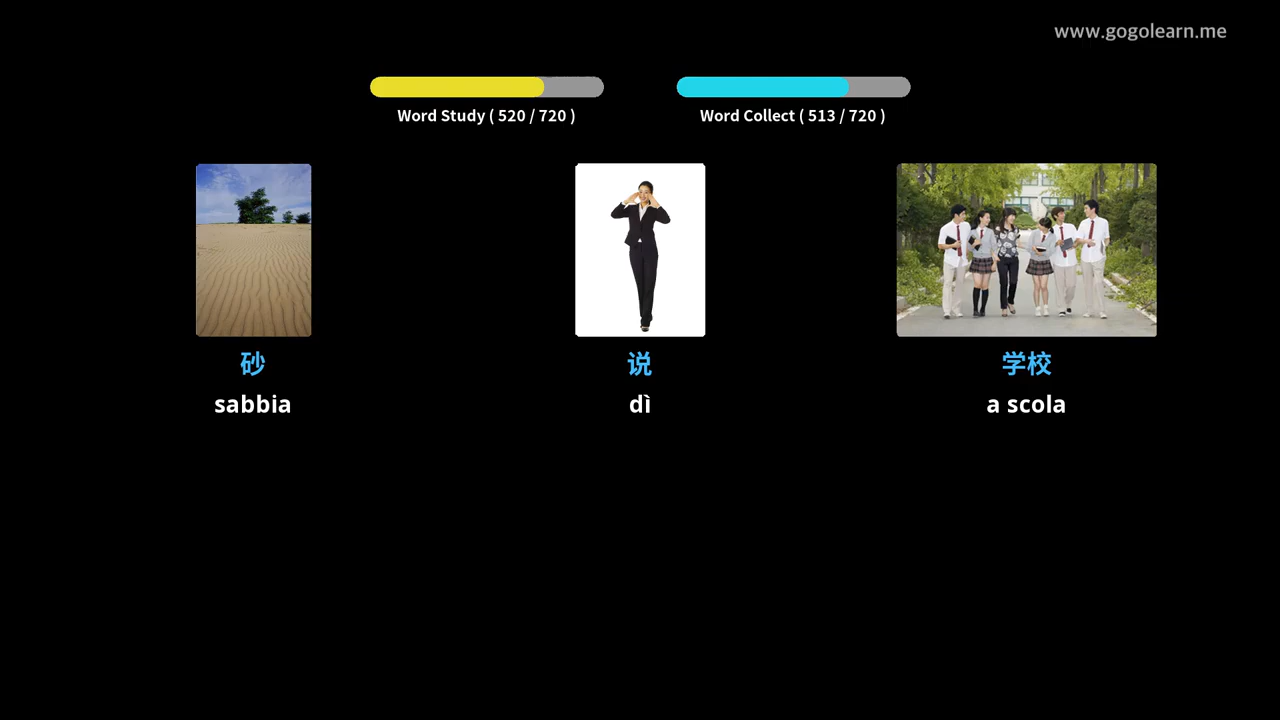 www.gogolearn.me
Word Study ( 520 / 720 )
Word Collect ( 513 / 720 )
砂
说
学校
sabbia
dì
a scola